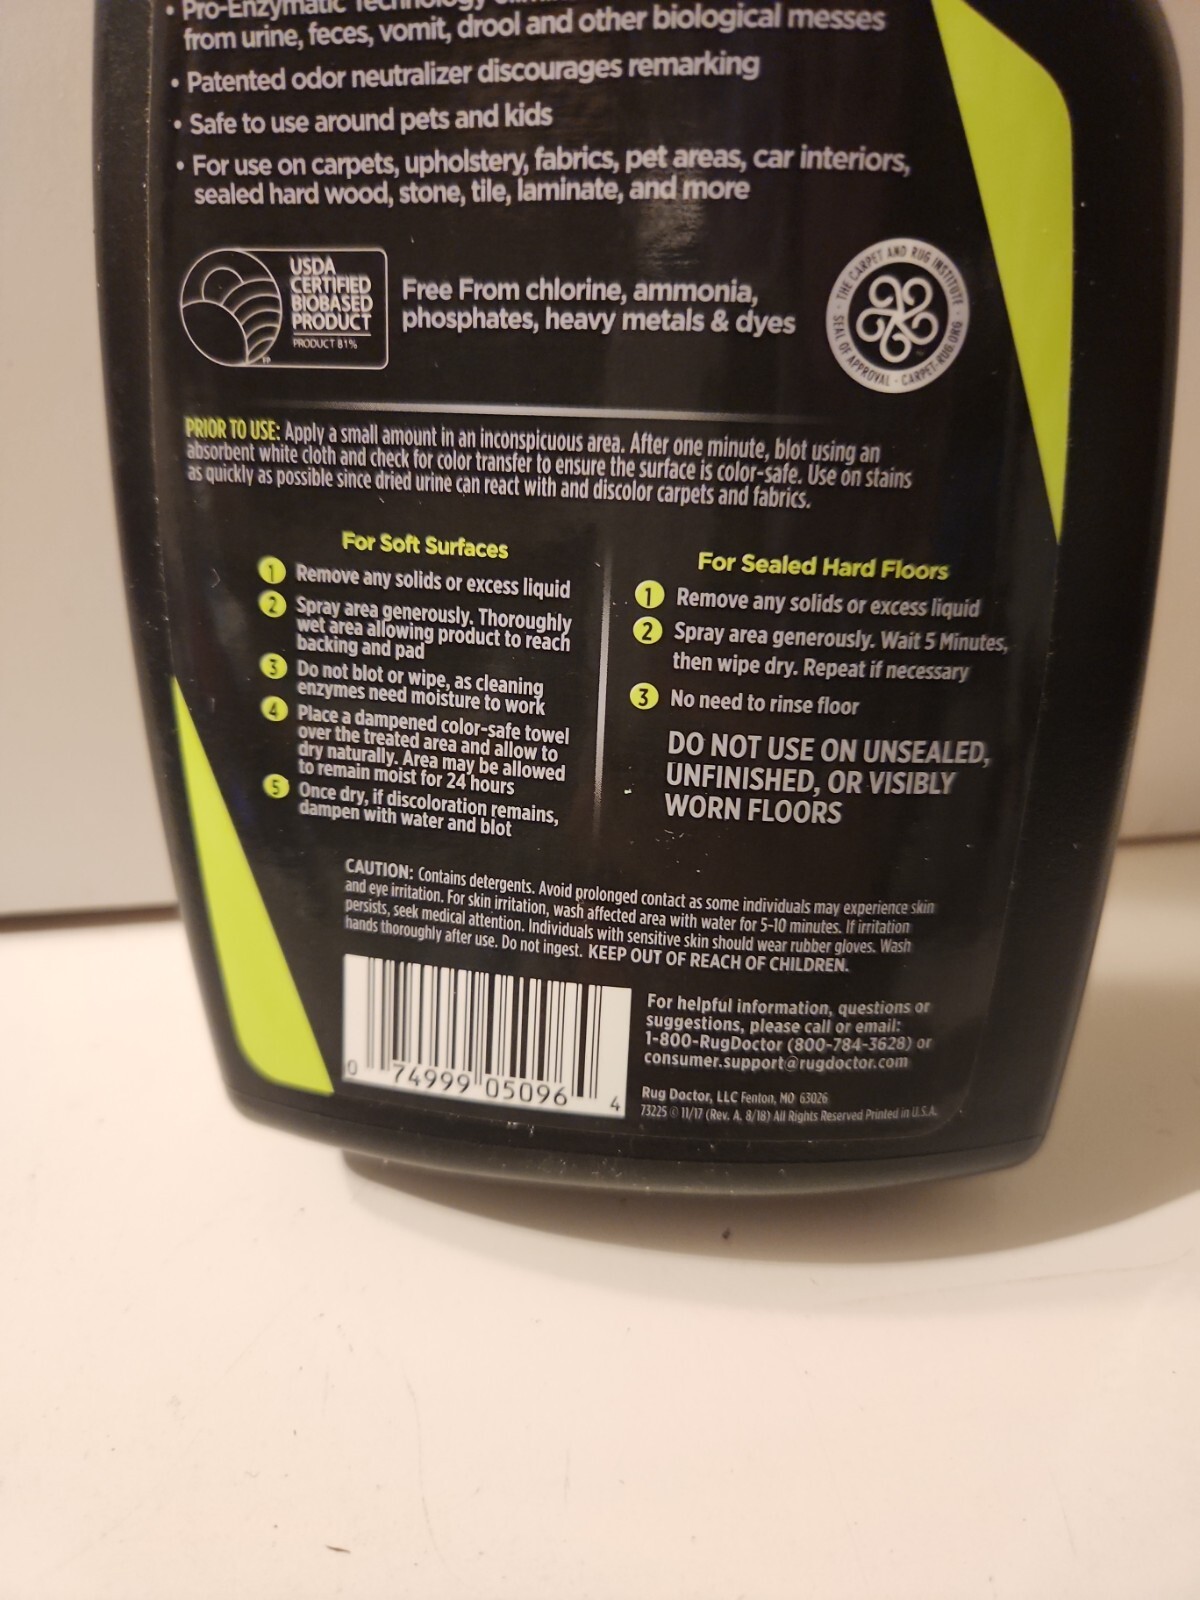 • Pro-Enzymatic Technology
from urine, feces, vomit, drool and other biological messes
• Patented odor neutralizer discourages remarking
• Safe to use around pets and kids
• For use on carpets, upholstery, fabrics, pet areas, car interiors,
sealed hard wood, stone, tile, laminate, and more
USDA
CERTIFIED
BIOBASED
PRODUCT
PRODUCT 81%
Free From chlorine, ammonia,
phosphates, heavy metals & dyes
THE CARPET AND RUG INSTITUTE · SEAL OF APPROVAL · CARPET-RUG.ORG ·
PRIOR TO USE: Apply a small amount in an inconspicuous area. After one minute, blot using an
absorbent white cloth and check for color transfer to ensure the surface is color-safe. Use on stains
as quickly as possible since dried urine can react with and discolor carpets and fabrics.
For Soft Surfaces
1 Remove any solids or excess liquid
2 Spray area generously. Thoroughly
wet area allowing product to reach
backing and pad
3 Do not blot or wipe, as cleaning
enzymes need moisture to work
4 Place a dampened color-safe towel
over the treated area and allow to
dry naturally. Area may be allowed
to remain moist for 24 hours
5 Once dry, if discoloration remains,
dampen with water and blot
For Sealed Hard Floors
1 Remove any solids or excess liquid
2 Spray area generously. Wait 5 Minutes,
then wipe dry. Repeat if necessary
3 No need to rinse floor
DO NOT USE ON UNSEALED,
UNFINISHED, OR VISIBLY
WORN FLOORS
CAUTION: Contains detergents. Avoid prolonged contact as some individuals may experience skin
and eye irritation. For skin irritation, wash affected area with water for 5-10 minutes. If irritation
persists, seek medical attention. Individuals with sensitive skin should wear rubber gloves. Wash
hands thoroughly after use. Do not ingest. KEEP OUT OF REACH OF CHILDREN.
0 74999 05096 4
For helpful information, questions or
suggestions, please call or email:
1-800-RugDoctor (800-784-3628) or
consumer.support@rugdoctor.com
Rug Doctor, LLC Fenton, MO 63026
73225 © 11/17 (Rev. A. 8/18) All Rights Reserved Printed in U.S.A.